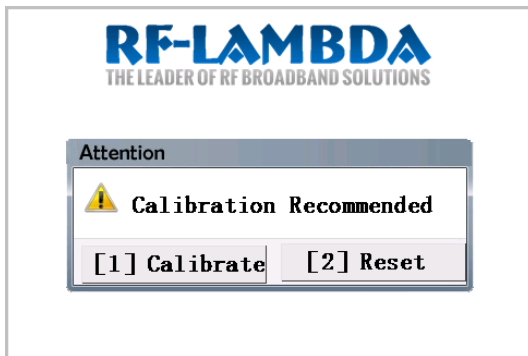 RF-LAMBDA
THE LEADER OF RF BROADBAND SOLUTIONS
Attention
Calibration Recommended
[1] Calibrate [2] Reset